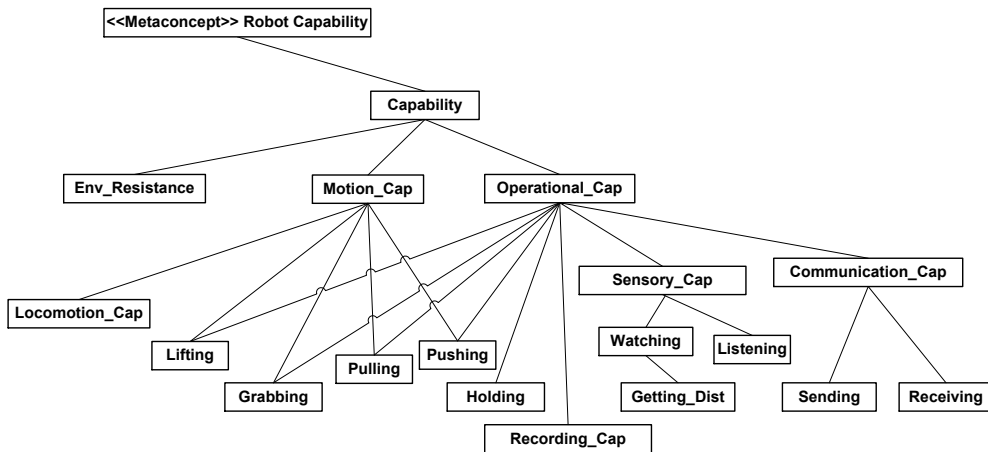 <<Metaconcept>> Robot Capability
Capability
Env_Resistance
Motion_Cap
Operational_Cap
Sensory_Cap
Communication_Cap
Locomotion_Cap
Lifting
Pulling
Pushing
Watching
Listening
Grabbing
Holding
Getting_Dist
Sending
Receiving
Recording_Cap